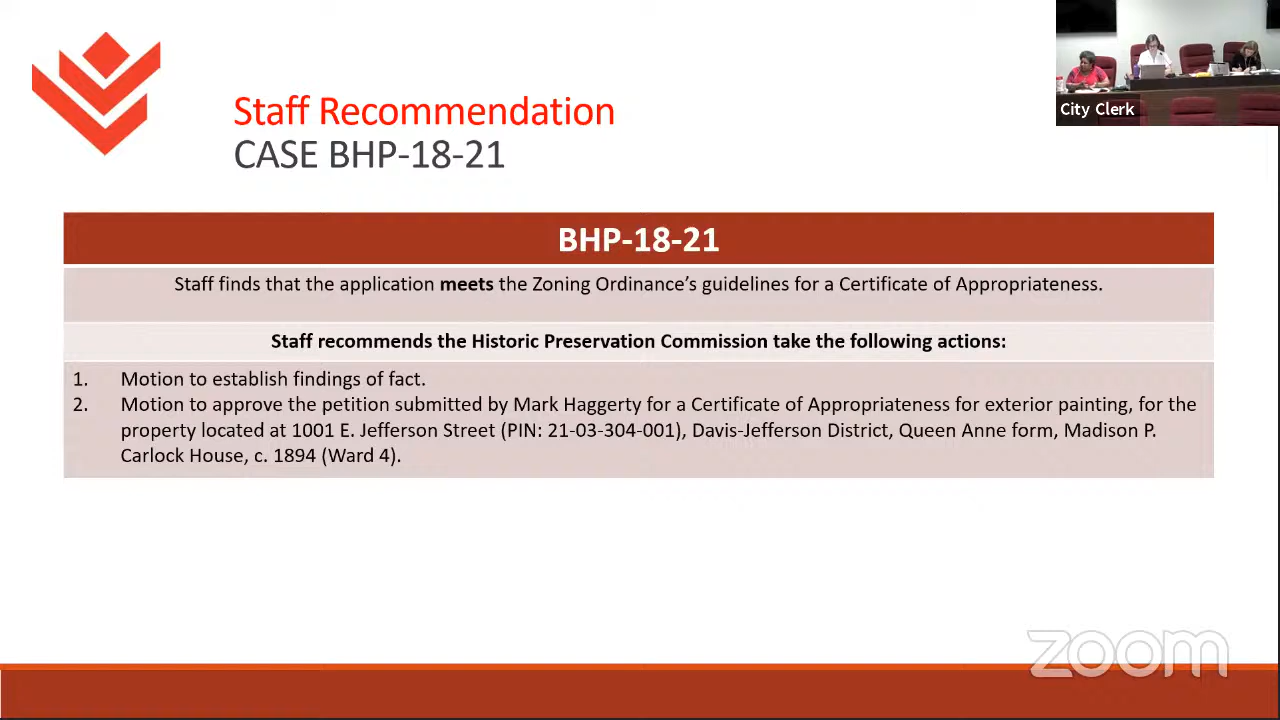 Staff Recommendation
CASE BHP-18-21
City Clerk
BHP-18-21
Staff finds that the application meets the Zoning Ordinance's guidelines for a Certificate of Appropriateness.
Staff recommends the Historic Preservation Commission take the following actions:
1. Motion to establish findings of fact.
2. Motion to approve the petition submitted by Mark Haggerty for a Certificate of Appropriateness for exterior painting, for the
property located at 1001 E. Jefferson Street (PIN: 21-03-304-001), Davis-Jefferson District, Queen Anne form, Madison P.
Carlock House, c. 1894 (Ward 4).
zoom